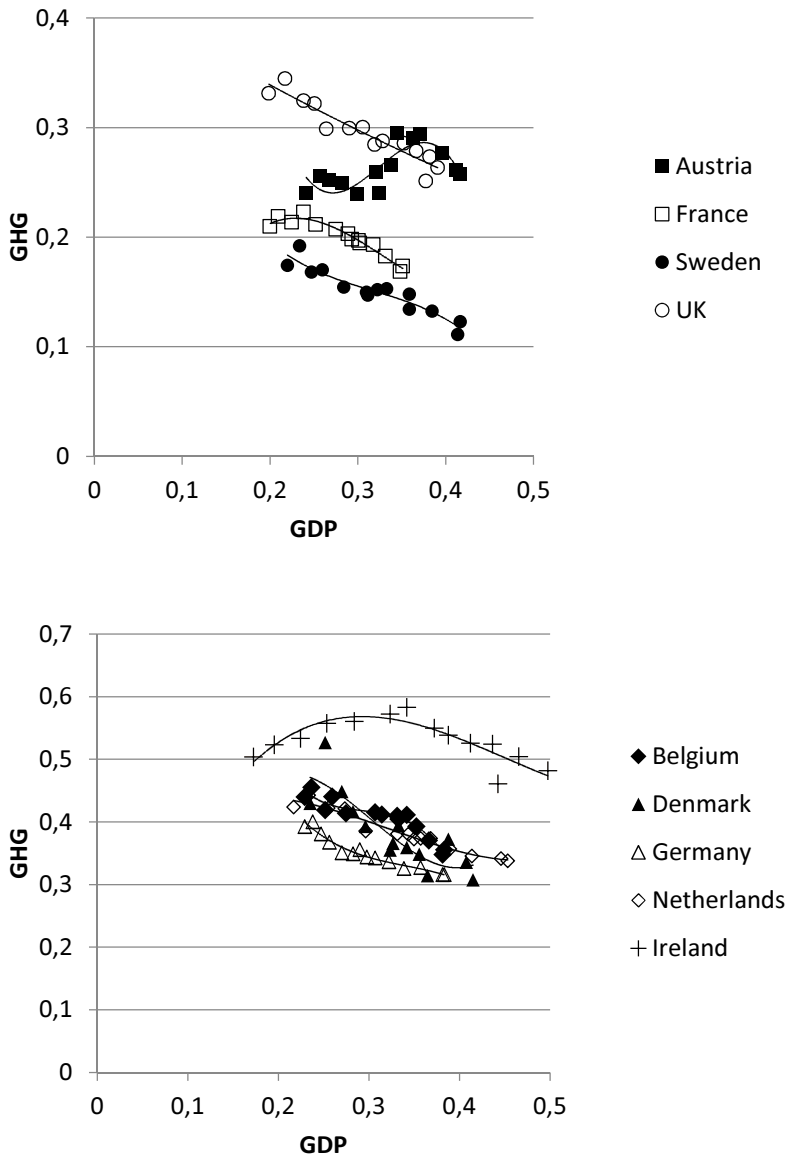 0,4
0,3
0,2
0,1
0
GHG
0 0,1 0,2 0,3 0,4 0,5
GDP
Austria
France
Sweden
UK
0,7
0,6
0,5
0,4
0,3
0,2
0,1
0
GHG
0 0,1 0,2 0,3 0,4 0,5
GDP
Belgium
Denmark
Germany
Netherlands
Ireland